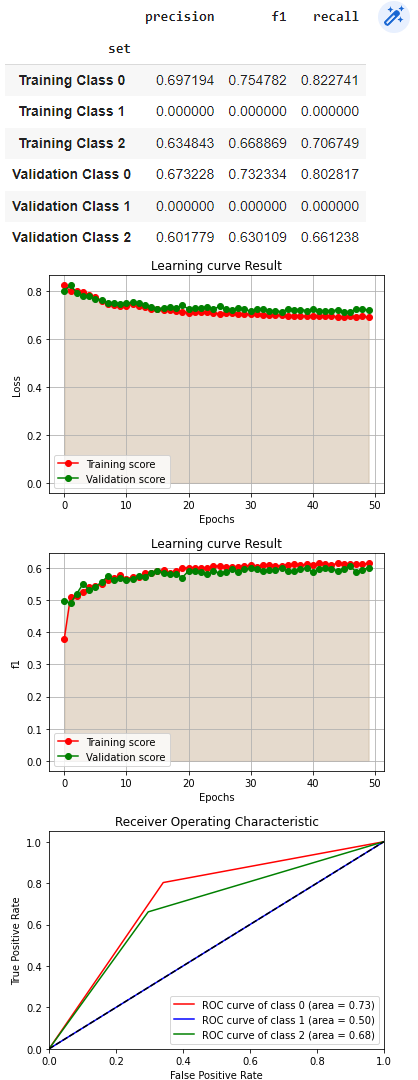 precision f1 recall
set
Training Class 0 0.697194 0.754782 0.822741
Training Class 1 0.000000 0.000000 0.000000
Training Class 2 0.634843 0.668869 0.706749
Validation Class 0 0.673228 0.732334 0.802817
Validation Class 1 0.000000 0.000000 0.000000
Validation Class 2 0.601779 0.630109 0.661238
Learning curve Result
0.8
0.6
0.4
0.2
0.0
Loss
Training score
Validation score
0 10 20 30 40 50
Epochs
Learning curve Result
0.6
0.5
0.4
0.3
0.2
0.1
0.0
f1
Training score
Validation score
0 10 20 30 40 50
Epochs
Receiver Operating Characteristic
1.0
0.8
0.6
0.4
0.2
0.0
True Positive Rate
ROC curve of class 0 (area = 0.73)
ROC curve of class 1 (area = 0.50)
ROC curve of class 2 (area = 0.68)
0.0 0.2 0.4 0.6 0.8 1.0
False Positive Rate